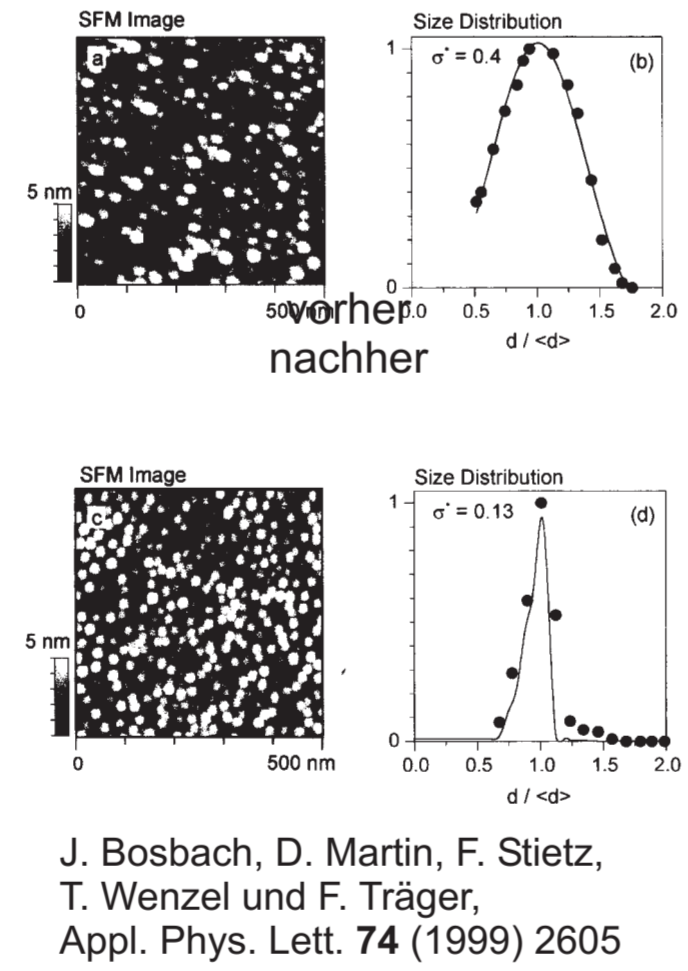 SFM Image
Size Distribution
a
5 nm
0
500 nm
1
σ* = 0.4
(b)
0
0.0 0.5 1.0 1.5 2.0
d / <d>
vorher
nachher
SFM Image
Size Distribution
c
5 nm
0
500 nm
1
σ* = 0.13
(d)
0
0.0 0.5 1.0 1.5 2.0
d / <d>
J. Bosbach, D. Martin, F. Stietz,
T. Wenzel und F. Träger,
Appl. Phys. Lett. 74 (1999) 2605